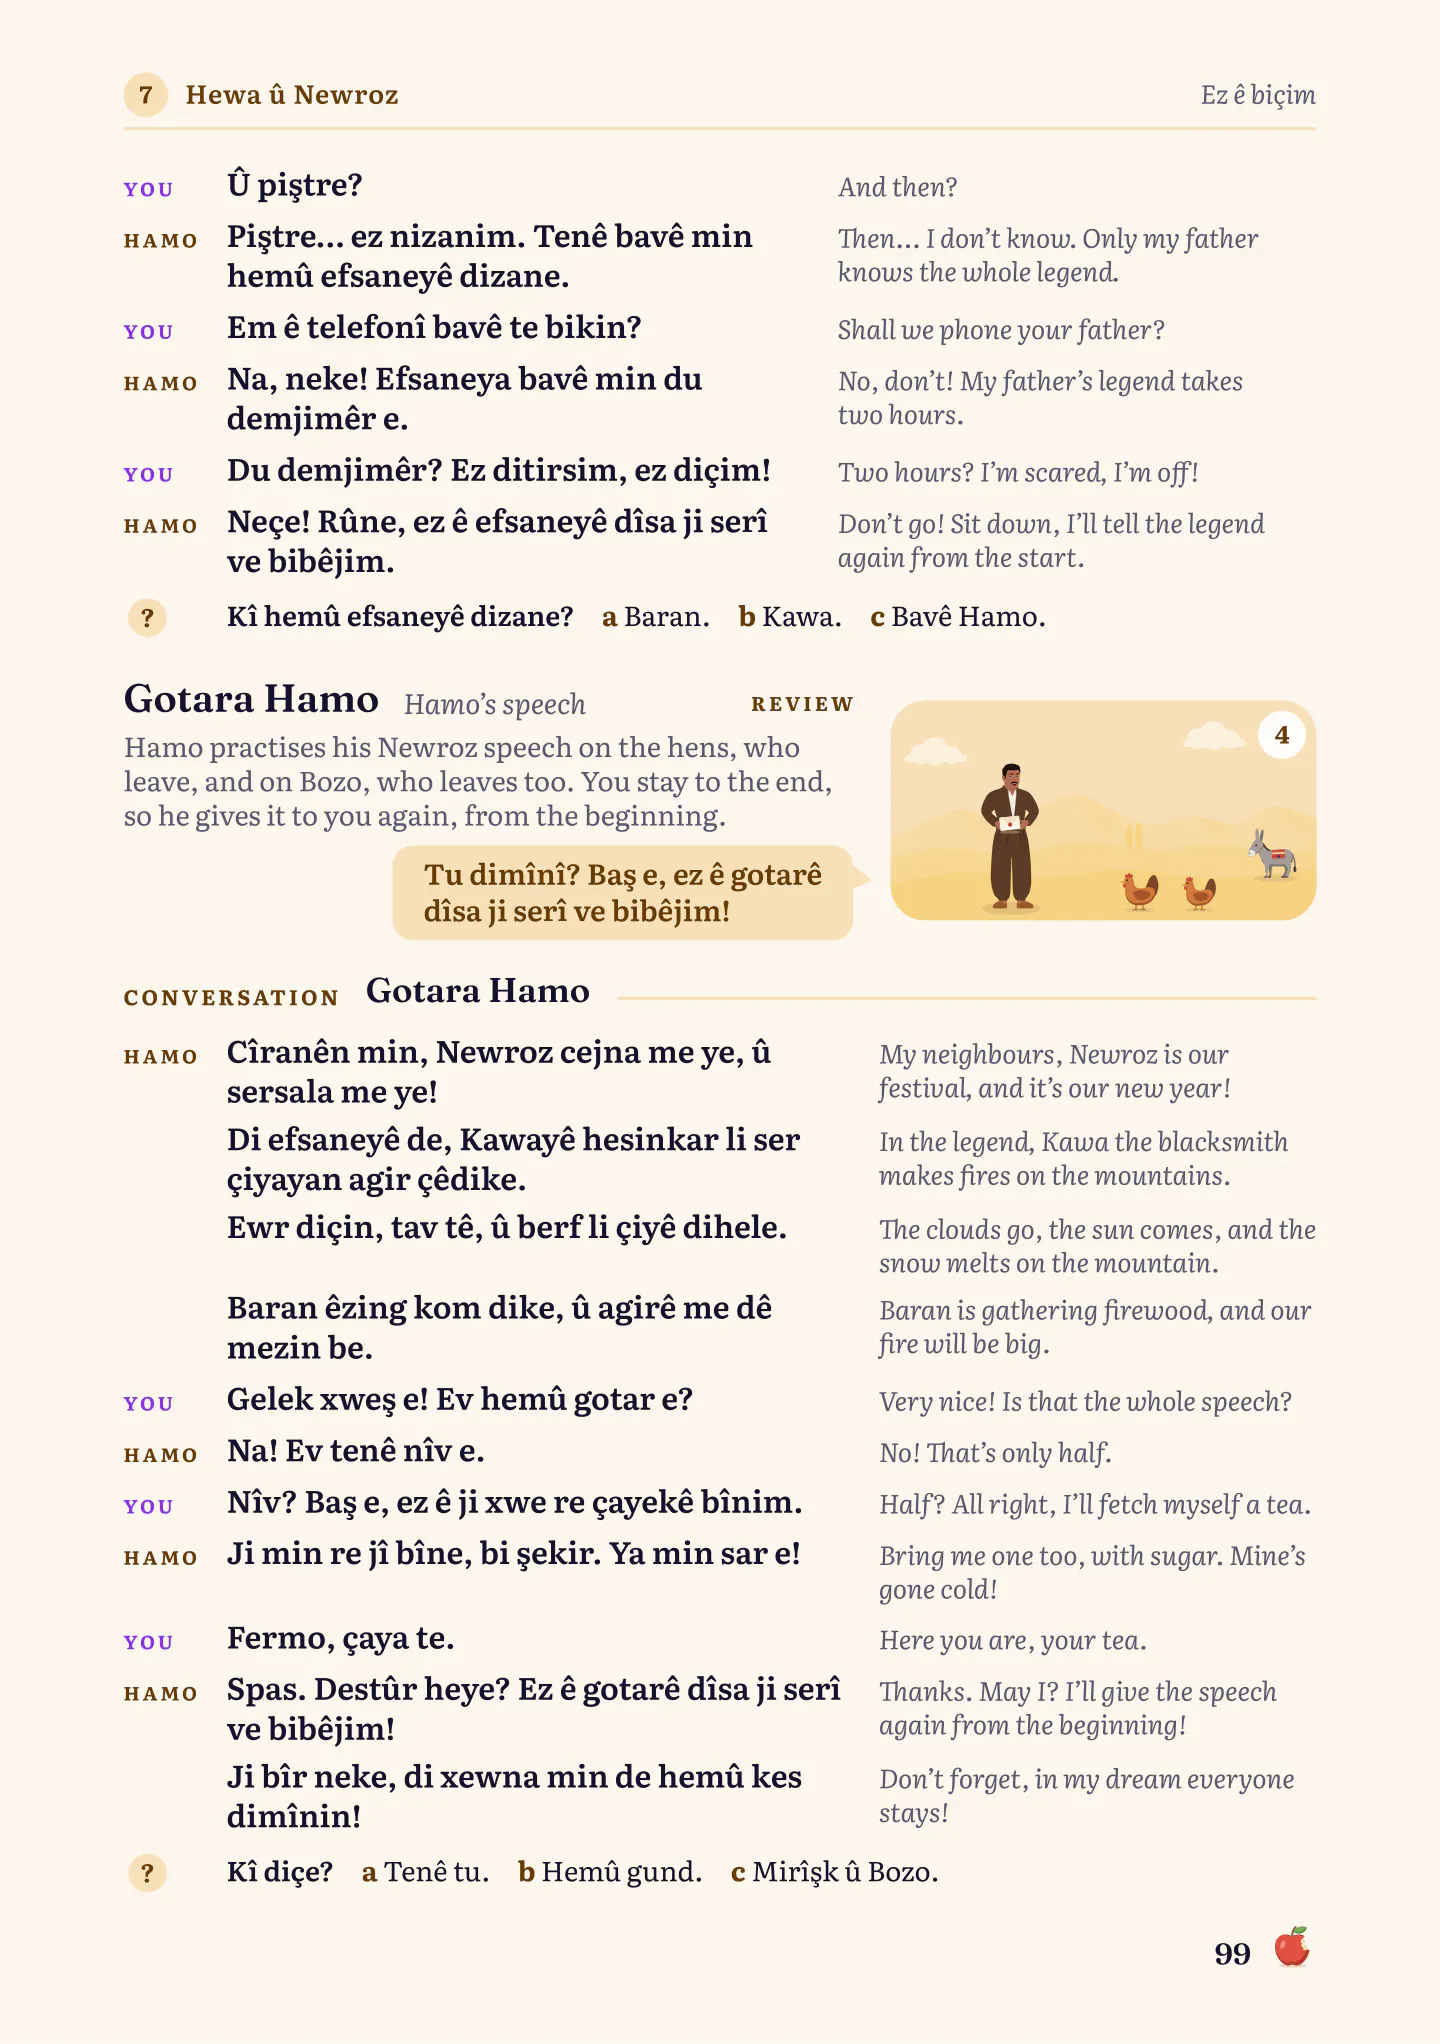 7 Hewa û Newroz
Ez ê biçim
YOU Û piştre? And then?
HAMO Piştre… ez nizanim. Tenê bavê min Then… I don’t know. Only my father
hemû efsaneyê dizane. knows the whole legend.
YOU Em ê telefonî bavê te bikin? Shall we phone your father?
HAMO Na, neke! Efsaneya bavê min du No, don’t! My father’s legend takes
demjimêr e. two hours.
YOU Du demjimêr? Ez ditirsim, ez diçim! Two hours? I’m scared, I’m off!
HAMO Neçe! Rûne, ez ê efsaneyê dîsa ji serî Don’t go! Sit down, I’ll tell the legend
ve bibêjim. again from the start.
? Kî hemû efsaneyê dizane? a Baran. b Kawa. c Bavê Hamo.
Gotara Hamo Hamo’s speech REVIEW
Hamo practises his Newroz speech on the hens, who
leave, and on Bozo, who leaves too. You stay to the end,
so he gives it to you again, from the beginning.
Tu dimînî? Baş e, ez ê gotarê
dîsa ji serî ve bibêjim!
4
CONVERSATION Gotara Hamo
HAMO Cîranên min, Newroz cejna me ye, û My neighbours, Newroz is our
sersala me ye! festival, and it’s our new year!
Di efsaneyê de, Kawayê hesinkar li ser In the legend, Kawa the blacksmith
çiyayan agir çêdike. makes fires on the mountains.
Ewr diçin, tav tê, û berf li çiyê dihele. The clouds go, the sun comes, and the
snow melts on the mountain.
Baran êzing kom dike, û agirê me dê Baran is gathering firewood, and our
mezin be. fire will be big.
YOU Gelek xweş e! Ev hemû gotar e? Very nice! Is that the whole speech?
HAMO Na! Ev tenê nîv e. No! That’s only half.
YOU Nîv? Baş e, ez ê ji xwe re çayekê bînim. Half? All right, I’ll fetch myself a tea.
HAMO Ji min re jî bîne, bi şekir. Ya min sar e! Bring me one too, with sugar. Mine’s
gone cold!
YOU Fermo, çaya te. Here you are, your tea.
HAMO Spas. Destûr heye? Ez ê gotarê dîsa ji serî Thanks. May I? I’ll give the speech
ve bibêjim! again from the beginning!
Ji bîr neke, di xewna min de hemû kes Don’t forget, in my dream everyone
dimînin! stays!
? Kî diçe? a Tenê tu. b Hemû gund. c Mirîşk û Bozo.
99